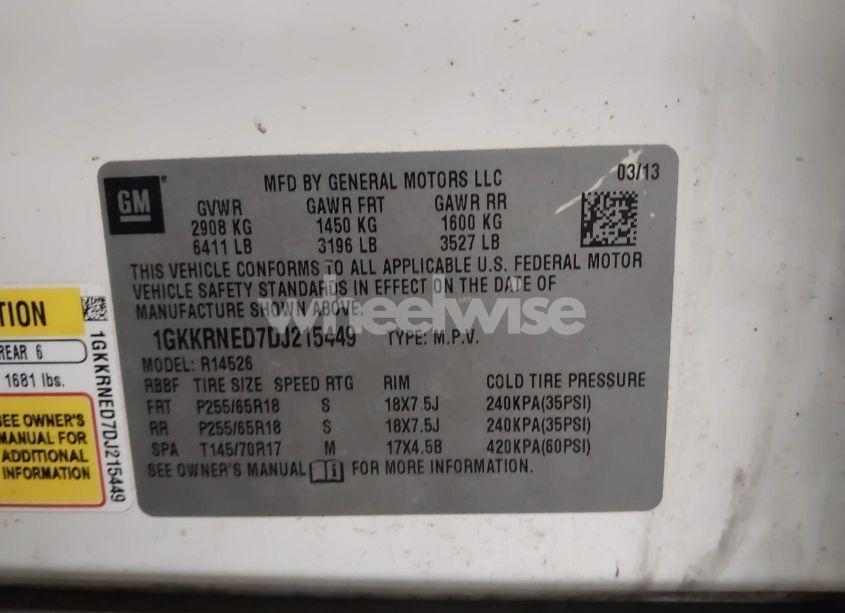 GM
MFD BY GENERAL MOTORS LLC
03/13
GVWR GAWR FRT GAWR RR
2908 KG 1450 KG 1600 KG
6411 LB 3196 LB 3527 LB
THIS VEHICLE CONFORMS TO ALL APPLICABLE U.S. FEDERAL MOTOR
VEHICLE SAFETY STANDARDS IN EFFECT ON THE DATE OF
MANUFACTURE SHOWN ABOVE.
wheelwise
1GKKRNED7DJ215449 TYPE: M.P.V.
MODEL: R14526
RBBF TIRE SIZE SPEED RTG RIM COLD TIRE PRESSURE
FRT P255/65R18 S 18X7.5J 240KPA(35PSI)
RR P255/65R18 S 18X7.5J 240KPA(35PSI)
SPA T145/70R17 M 17X4.5B 420KPA(60PSI)
SEE OWNER'S MANUAL FOR MORE INFORMATION.
TION
REAR 6
1681 lbs.
SEE OWNER'S
MANUAL FOR
ADDITIONAL
INFORMATION
1GKKRNED7DJ215449